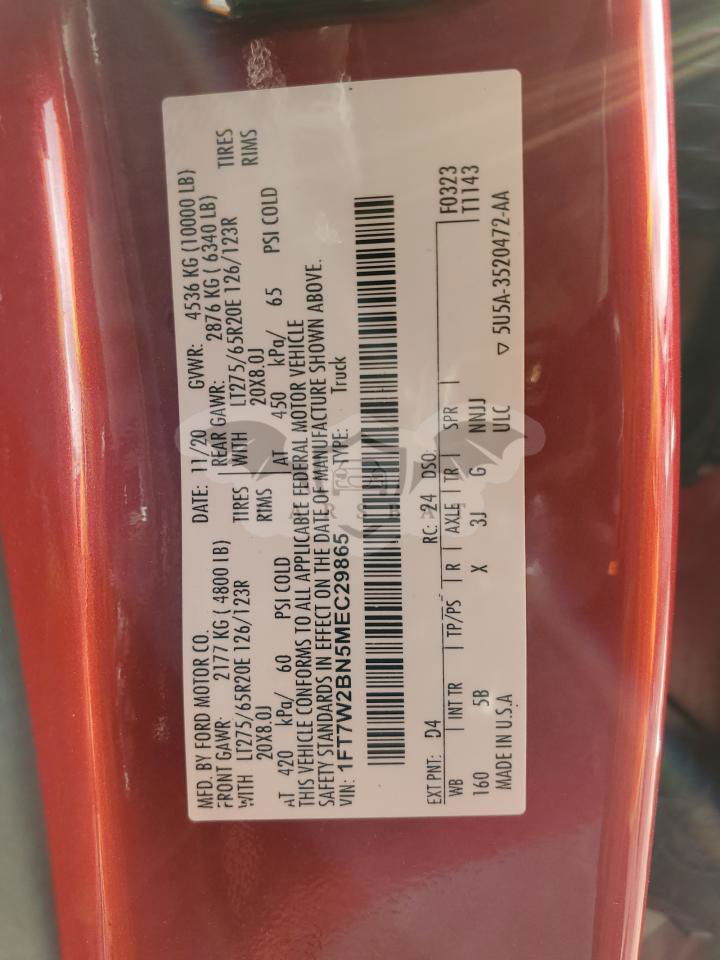 MFD. BY FORD MOTOR CO. DATE: 11/20 GVWR: 4536 KG (10000 LB)
FRONT GAWR: 2177 KG ( 4800 LB) REAR GAWR: 2876 KG ( 6340 LB)
WITH LT275/65R20E 126/123R TIRES WITH LT275/65R20E 126/123R TIRES
20X8.0J RIMS 20X8.0J RIMS
AT 420 kPa/ 60 PSI COLD AT 450 kPa/ 65 PSI COLD
THIS VEHICLE CONFORMS TO ALL APPLICABLE FEDERAL MOTOR VEHICLE
SAFETY STANDARDS IN EFFECT ON THE DATE OF MANUFACTURE SHOWN ABOVE.
VIN: 1FT7W2BN5MEC29865 TYPE: Truck
EXT PNT: D4 RC: 24 DSO: F0323
WB INT TR TP/PS R AXLE TR SPR T1143
160 5B X 3J G NNJJ
MADE IN U.S.A ULC ▽ 5U5A-3520472-AA